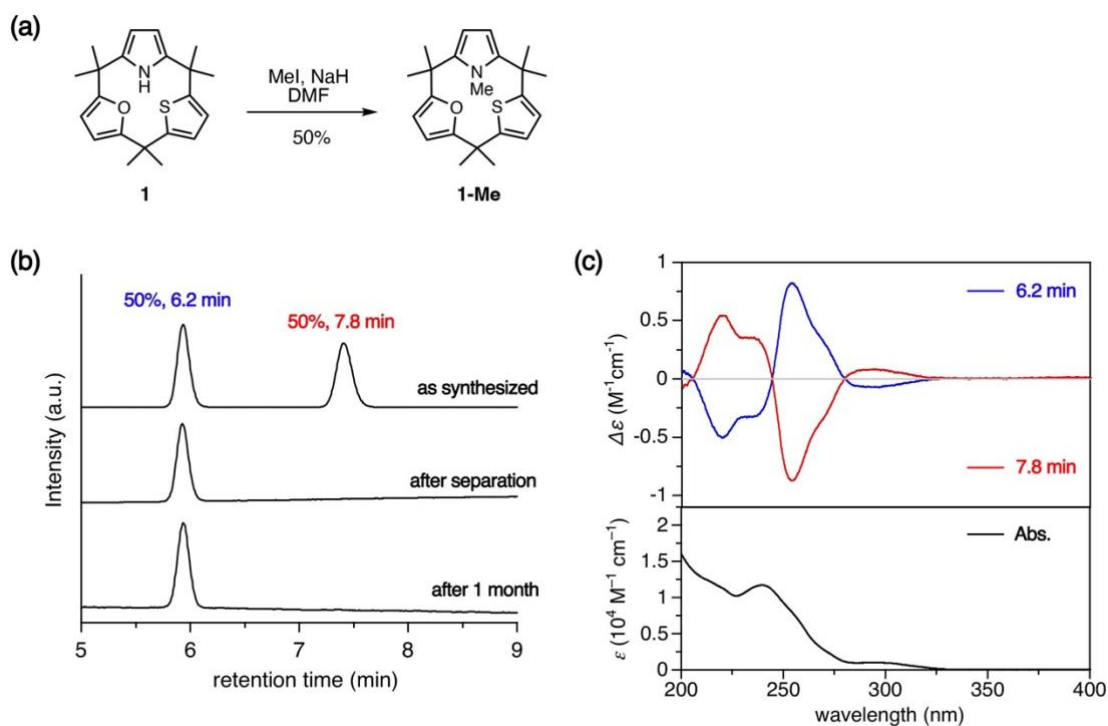 (a)
N
H
O
S
1
MeI, NaH
DMF
50%
N
Me
O
S
1-Me
(b)
50%, 6.2 min
50%, 7.8 min
as synthesized
after separation
after 1 month
Intensity (a.u.)
5
6
7
8
9
retention time (min)
(c)
1
0.5
0
-0.5
-1
Δε (M⁻¹cm⁻¹)
6.2 min
7.8 min
2
1.5
1
0.5
0
ε (10⁴ M⁻¹ cm⁻¹)
Abs.
200
250
300
350
400
wavelength (nm)